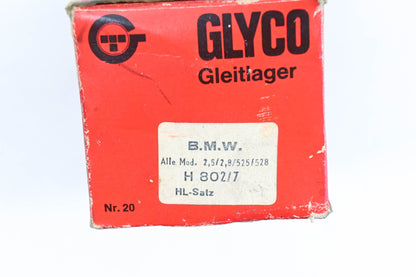 GLYCO
Gleitlager
B.M.W.
Alle Mod. 2,5/2,8/525/528
H 802/7
HL-Satz
Nr. 20